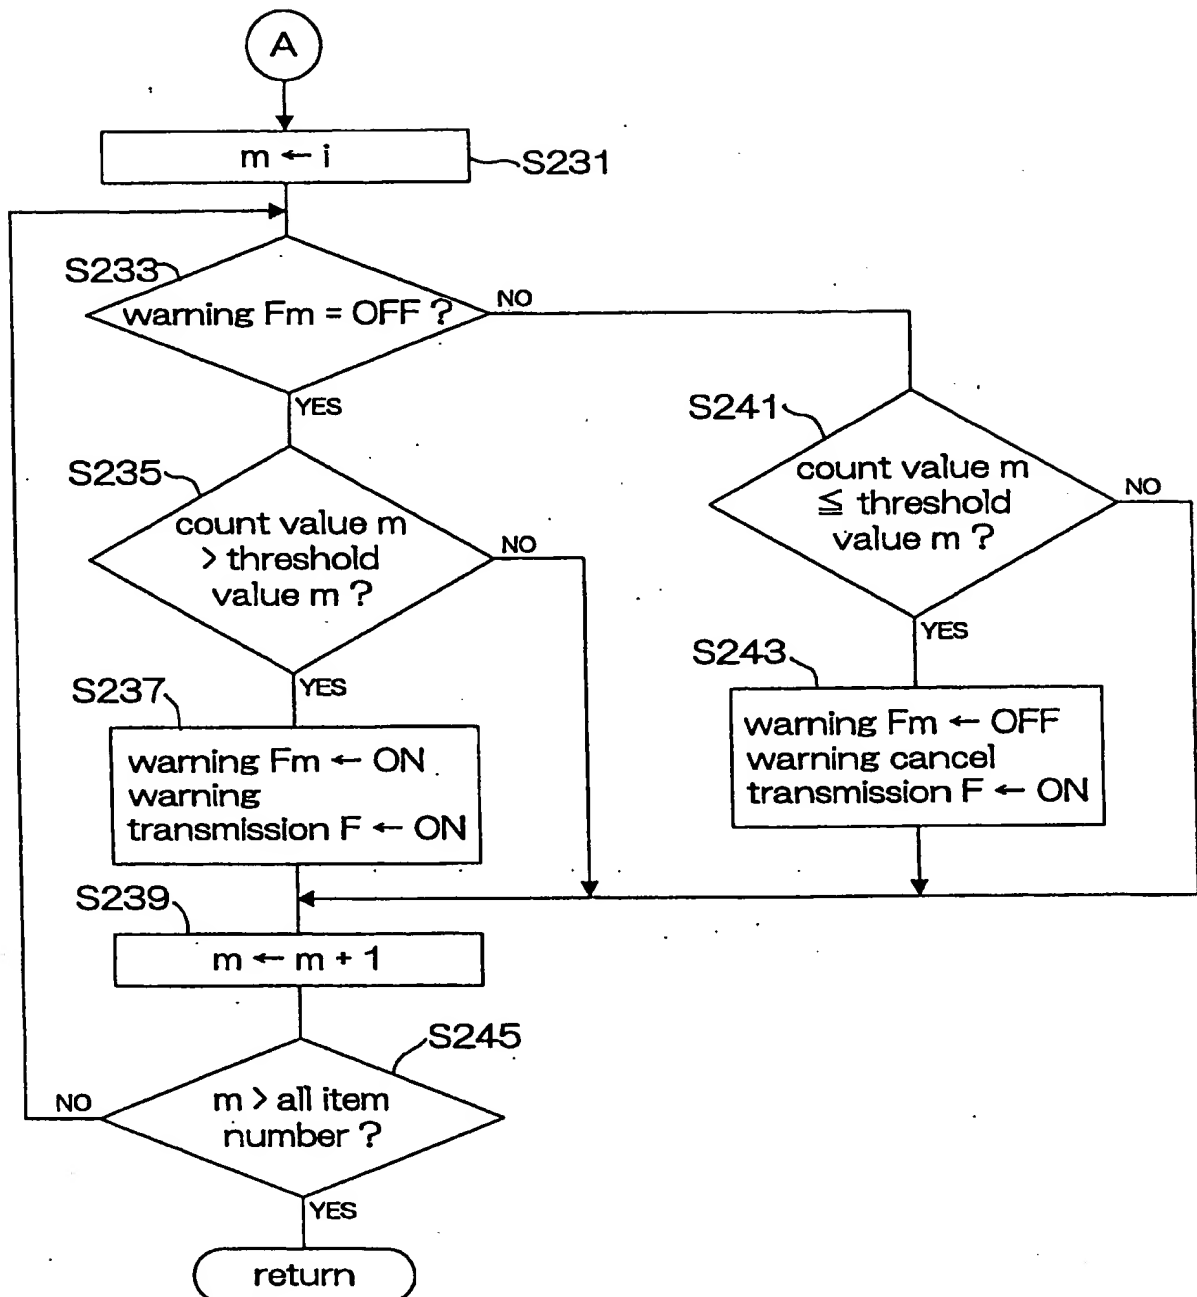 A
m ← i
S231
S233
warning Fm = OFF ?
NO
YES
S235
count value m
> threshold
value m ?
NO
YES
S241
count value m
≦ threshold
value m ?
NO
YES
S237
warning Fm ← ON
warning
transmission F ← ON
S243
warning Fm ← OFF
warning cancel
transmission F ← ON
S239
m ← m + 1
S245
m > all item
number ?
NO
YES
return